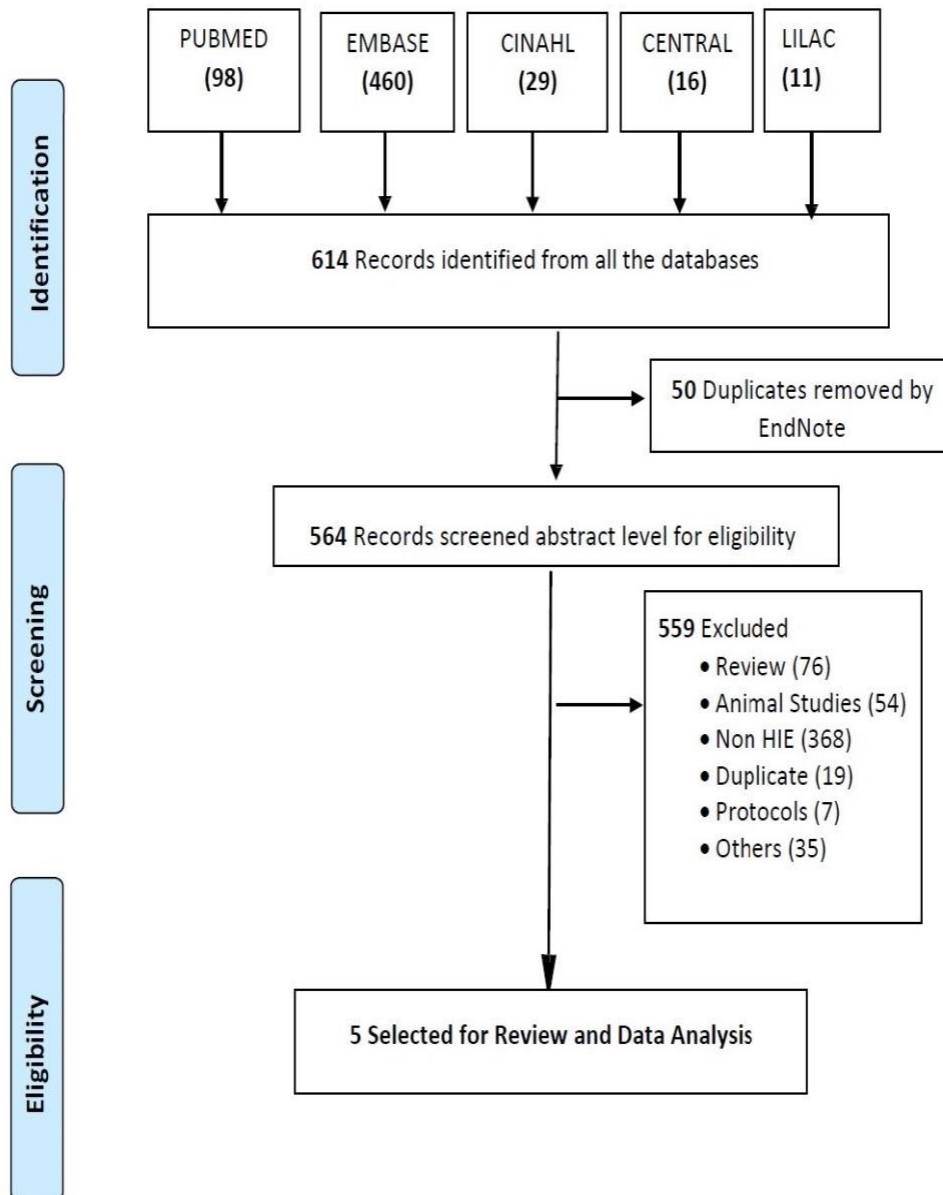 PUBMED
(98)
EMBASE
(460)
CINAHL
(29)
CENTRAL
(16)
LILAC
(11)
Identification
614 Records identified from all the databases
50 Duplicates removed by
EndNote
Screening
564 Records screened abstract level for eligibility
559 Excluded
• Review (76)
• Animal Studies (54)
• Non HIE (368)
• Duplicate (19)
• Protocols (7)
• Others (35)
Eligibility
5 Selected for Review and Data Analysis